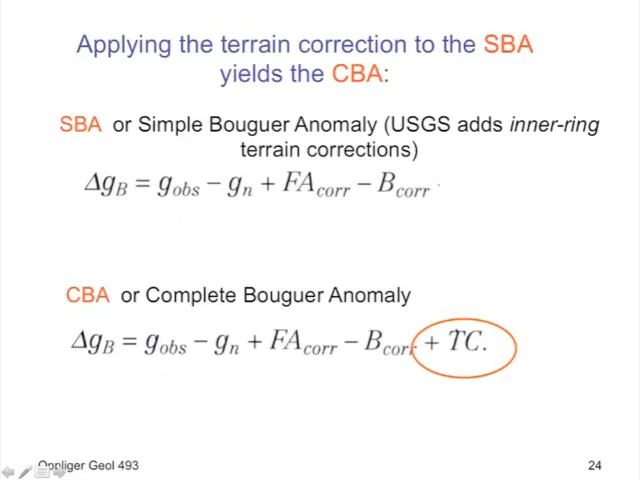 Applying the terrain correction to the SBA
yields the CBA:
SBA or Simple Bouguer Anomaly (USGS adds inner-ring
terrain corrections)
Δg_B = g_obs − g_n + FA_corr − B_corr
CBA or Complete Bouguer Anomaly
Δg_B = g_obs − g_n + FA_corr − B_corr + TC.
Oppliger Geol 493
24